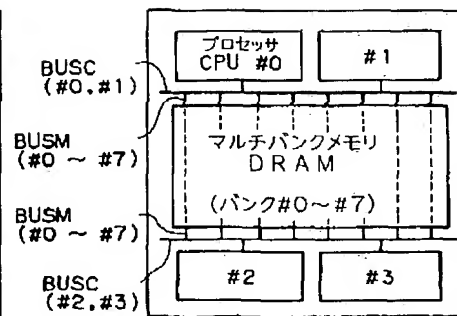 プロセッサ
CPU #0
#1
BUSC
(#0,#1)
BUSM
(#0 ~ #7)
マルチバンクメモリ
DRAM
(バンク#0~#7)
BUSM
(#0 ~ #7)
BUSC
(#2,#3)
#2
#3